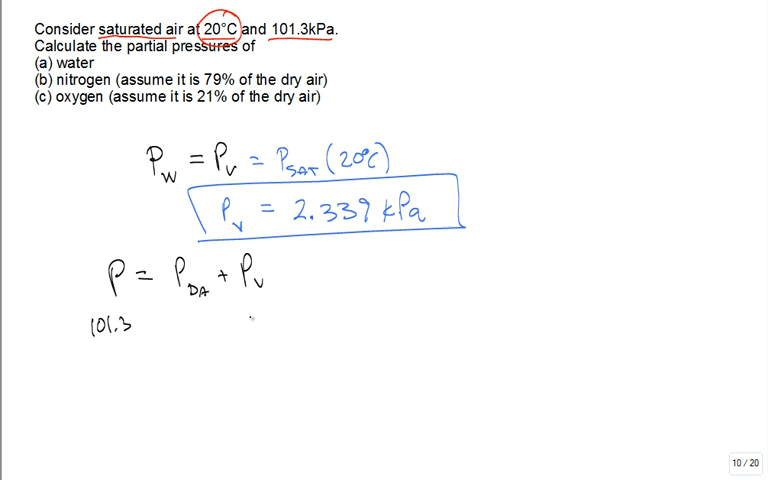 Consider saturated air at 20°C and 101.3kPa.
Calculate the partial pressures of
(a) water
(b) nitrogen (assume it is 79% of the dry air)
(c) oxygen (assume it is 21% of the dry air)
P_W = P_V = P_SAT (20°C)
P_V = 2.339 kPa
P = P_DA + P_V
101.3
10 / 20